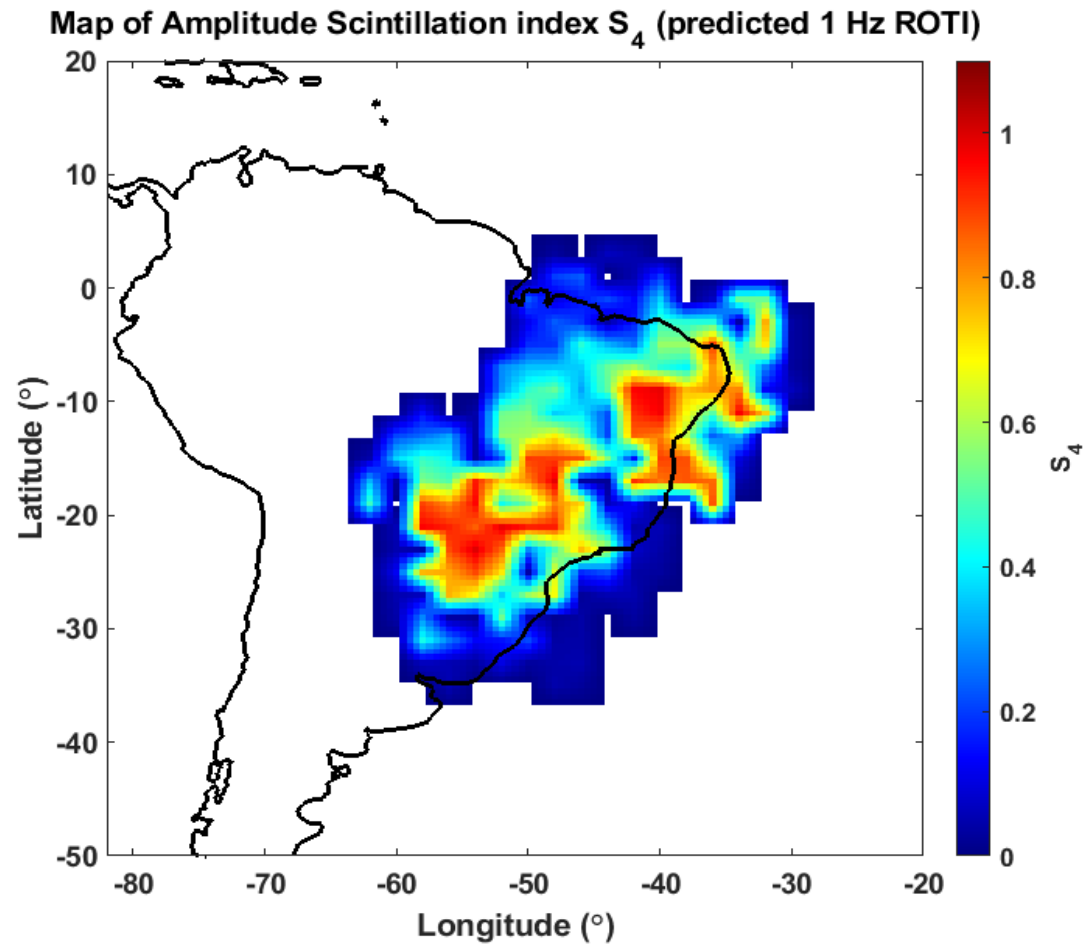 Map of Amplitude Scintillation index S4 (predicted 1 Hz ROTI)
20
10
0
-10
-20
-30
-40
-50
Latitude (°)
-80 -70 -60 -50 -40 -30 -20
Longitude (°)
1
0.8
0.6
0.4
0.2
0
S4